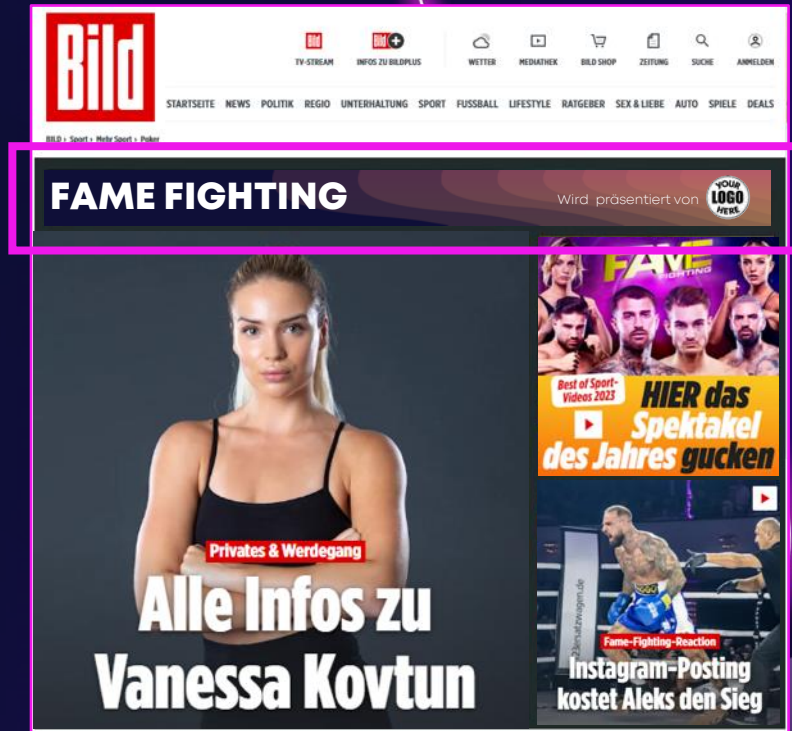 Bild
Bild
Bild
TV-STREAM
INFOS ZU BILDPLUS
WETTER
MEDIATHEK
BILD SHOP
ZEITUNG
SUCHE
ANMELDEN
STARTSEITE NEWS POLITIK REGIO UNTERHALTUNG SPORT FUSSBALL LIFESTYLE RATGEBER SEX & LIEBE AUTO SPIELE DEALS
BILD > Sport > Mehr Sport > Poker
FAME FIGHTING
Wird präsentiert von
YOUR
LOGO
HERE
Privates & Werdegang
Alle Infos zu
Vanessa Kovtun
FAME
FIGHTING
Best of Sport-
Videos 2023
HIER das
Spektakel
des Jahres gucken
Fame-Fighting-Reaction
Instagram-Posting
kostet Aleks den Sieg